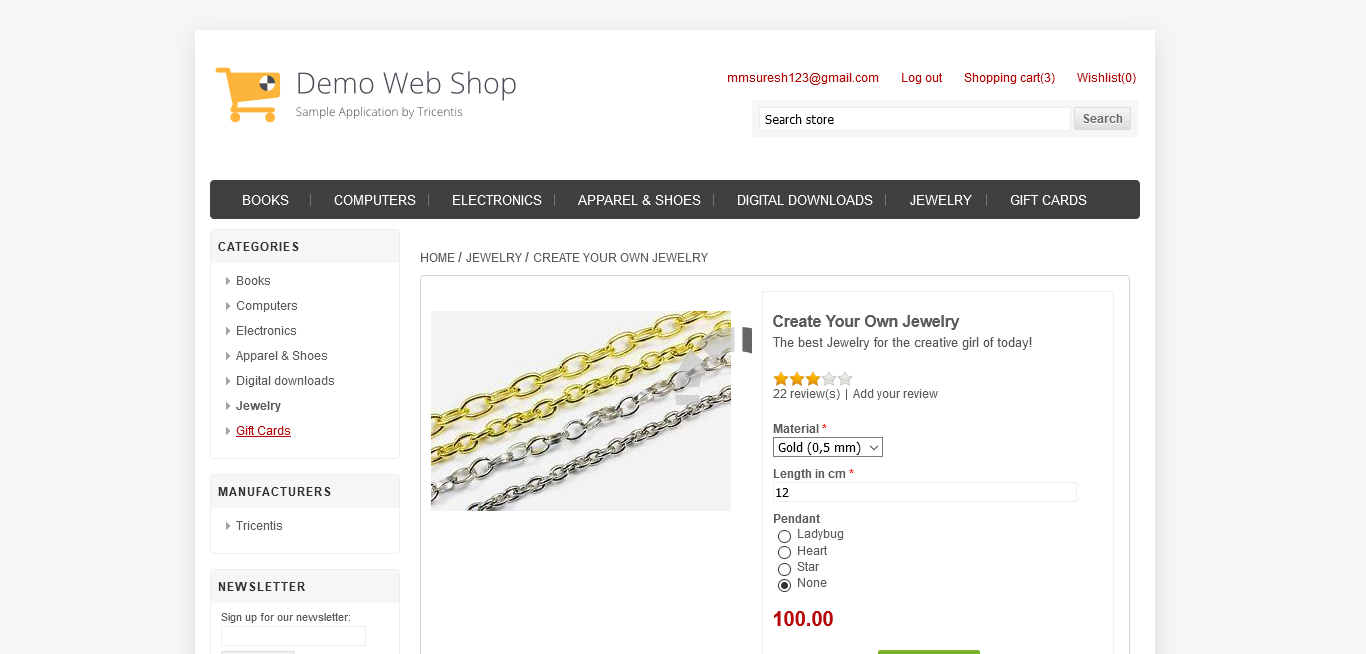 Demo Web Shop
Sample Application by Tricentis
mmsuresh123@gmail.com Log out Shopping cart(3) Wishlist(0)
Search store Search
BOOKS COMPUTERS ELECTRONICS APPAREL & SHOES DIGITAL DOWNLOADS JEWELRY GIFT CARDS
CATEGORIES
Books
Computers
Electronics
Apparel & Shoes
Digital downloads
Jewelry
Gift Cards
MANUFACTURERS
Tricentis
NEWSLETTER
Sign up for our newsletter:
HOME / JEWELRY / CREATE YOUR OWN JEWELRY
Create Your Own Jewelry
The best Jewelry for the creative girl of today!
22 review(s) | Add your review
Material *
Gold (0,5 mm)
Length in cm *
12
Pendant
Ladybug
Heart
Star
None
100.00